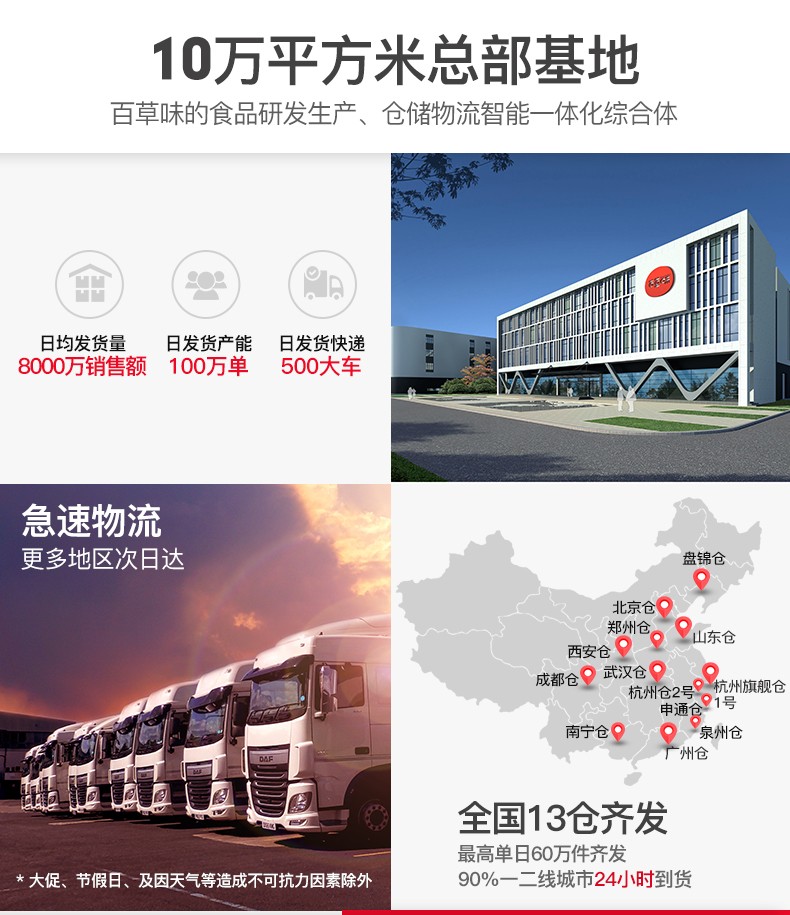 10万平方米总部基地
百草味的食品研发生产、仓储物流智能一体化综合体
日均发货量
8000万销售额
日发货产能
100万单
日发货快递
500大车
急速物流
更多地区次日达
DAF
* 大促、节假日、及因天气等造成不可抗力因素除外
盘锦仓
北京仓
郑州仓
山东仓
西安仓
武汉仓
成都仓
杭州旗舰仓
1号
杭州仓2号
申通仓
南宁仓
泉州仓
广州仓
全国13仓齐发
最高单日60万件齐发
90%一二线城市24小时到货